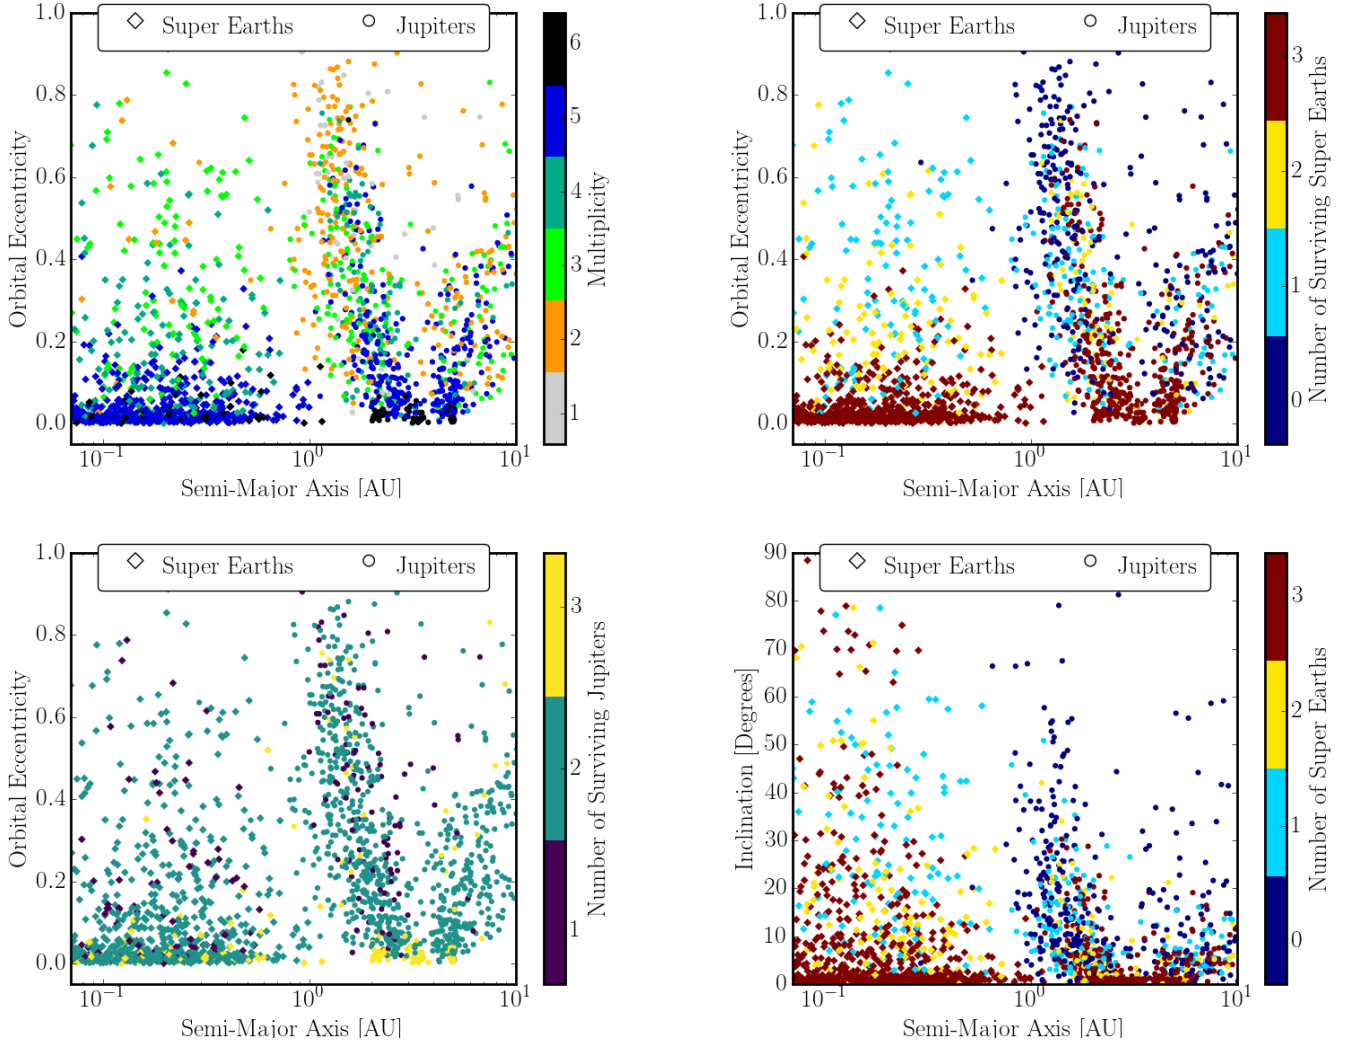 Super Earths Jupiters
1.0
0.8
0.6
0.4
0.2
0.0
Orbital Eccentricity
10⁻¹ 10⁰ 10¹
Semi-Major Axis [AU]
6
5
4
3
2
1
Multiplicity
Super Earths Jupiters
1.0
0.8
0.6
0.4
0.2
0.0
Orbital Eccentricity
10⁻¹ 10⁰ 10¹
Semi-Major Axis [AU]
3
2
1
0
Number of Surviving Super Earths
Super Earths Jupiters
1.0
0.8
0.6
0.4
0.2
0.0
Orbital Eccentricity
10⁻¹ 10⁰ 10¹
Semi-Major Axis [AU]
3
2
1
Number of Surviving Jupiters
Super Earths Jupiters
90
80
70
60
50
40
30
20
10
0
Inclination [Degrees]
10⁻¹ 10⁰ 10¹
Semi-Major Axis [AU]
3
2
1
0
Number of Super Earths